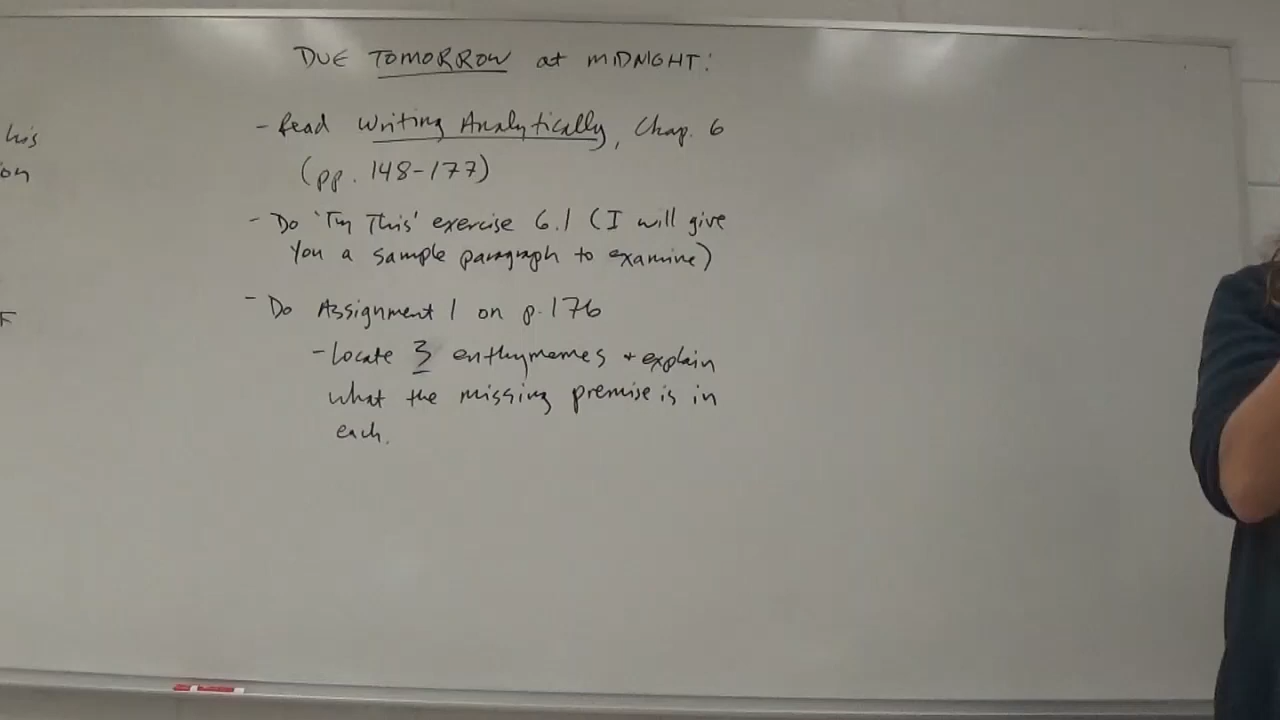 DUE TOMORROW at MIDNIGHT:
his
- Read Writing Analytically, Chap. 6
on
(pp. 148-177)
- Do 'Try This' exercise 6.1 (I will give
you a sample paragraph to examine)
- Do Assignment 1 on p. 176
F
- Locate 3 enthymemes + explain
what the missing premise is in
each.